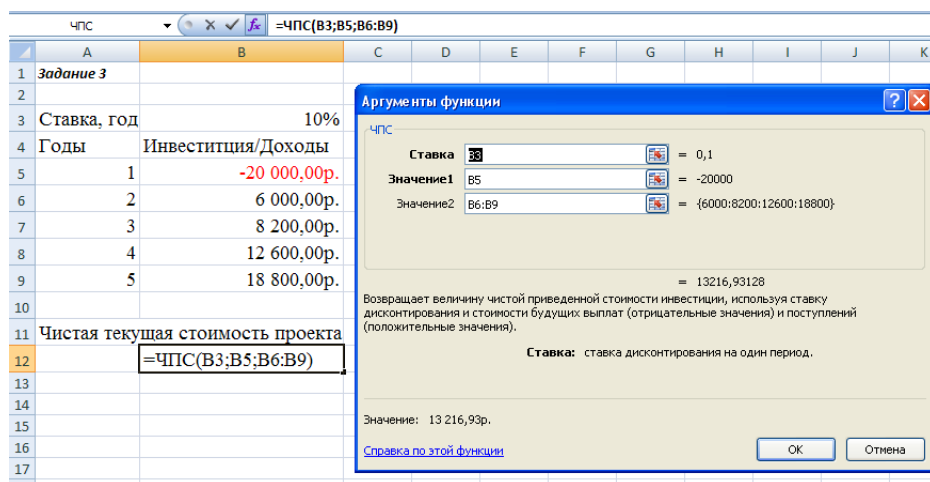 ЧПС fx =ЧПС(B3;B5;B6:B9)
A B C D E F G H I J K
1 Задание 3
2
3 Ставка, год 10%
4 Годы Инвеститция/Доходы
5 1 -20 000,00р.
6 2 6 000,00р.
7 3 8 200,00р.
8 4 12 600,00р.
9 5 18 800,00р.
10
11 Чистая текущая стоимость проекта
12 =ЧПС(B3;B5;B6:B9)
13
14
15
16
17
Аргументы функции
ЧПС
Ставка B3 = 0,1
Значение1 B5 = -20000
Значение2 B6:B9 = {6000:8200:12600:18800}
= 13216,93128
Возвращает величину чистой приведенной стоимости инвестиции, используя ставку
дисконтирования и стоимости будущих выплат (отрицательные значения) и поступлений
(положительные значения).
Ставка: ставка дисконтирования на один период.
Значение: 13 216,93р.
Справка по этой функции
ОК Отмена